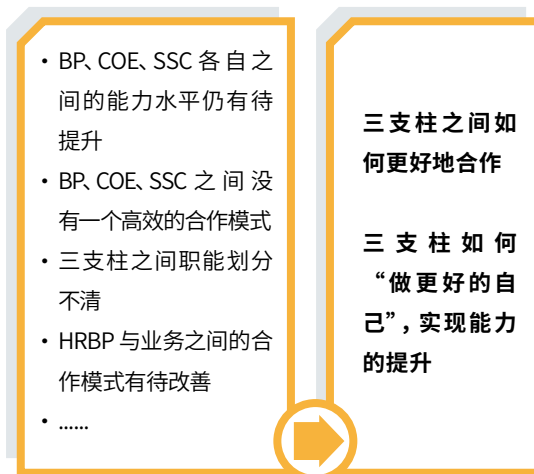 • BP、COE、SSC 各自之
间的能力水平仍有待
提升
• BP、COE、SSC 之间没
有一个高效的合作模式
• 三支柱之间职能划分
不清
• HRBP 与业务之间的合
作模式有待改善
• ......
三支柱之间如
何更好地合作
三支柱如何
“做更好的自
己”，实现能力
的提升